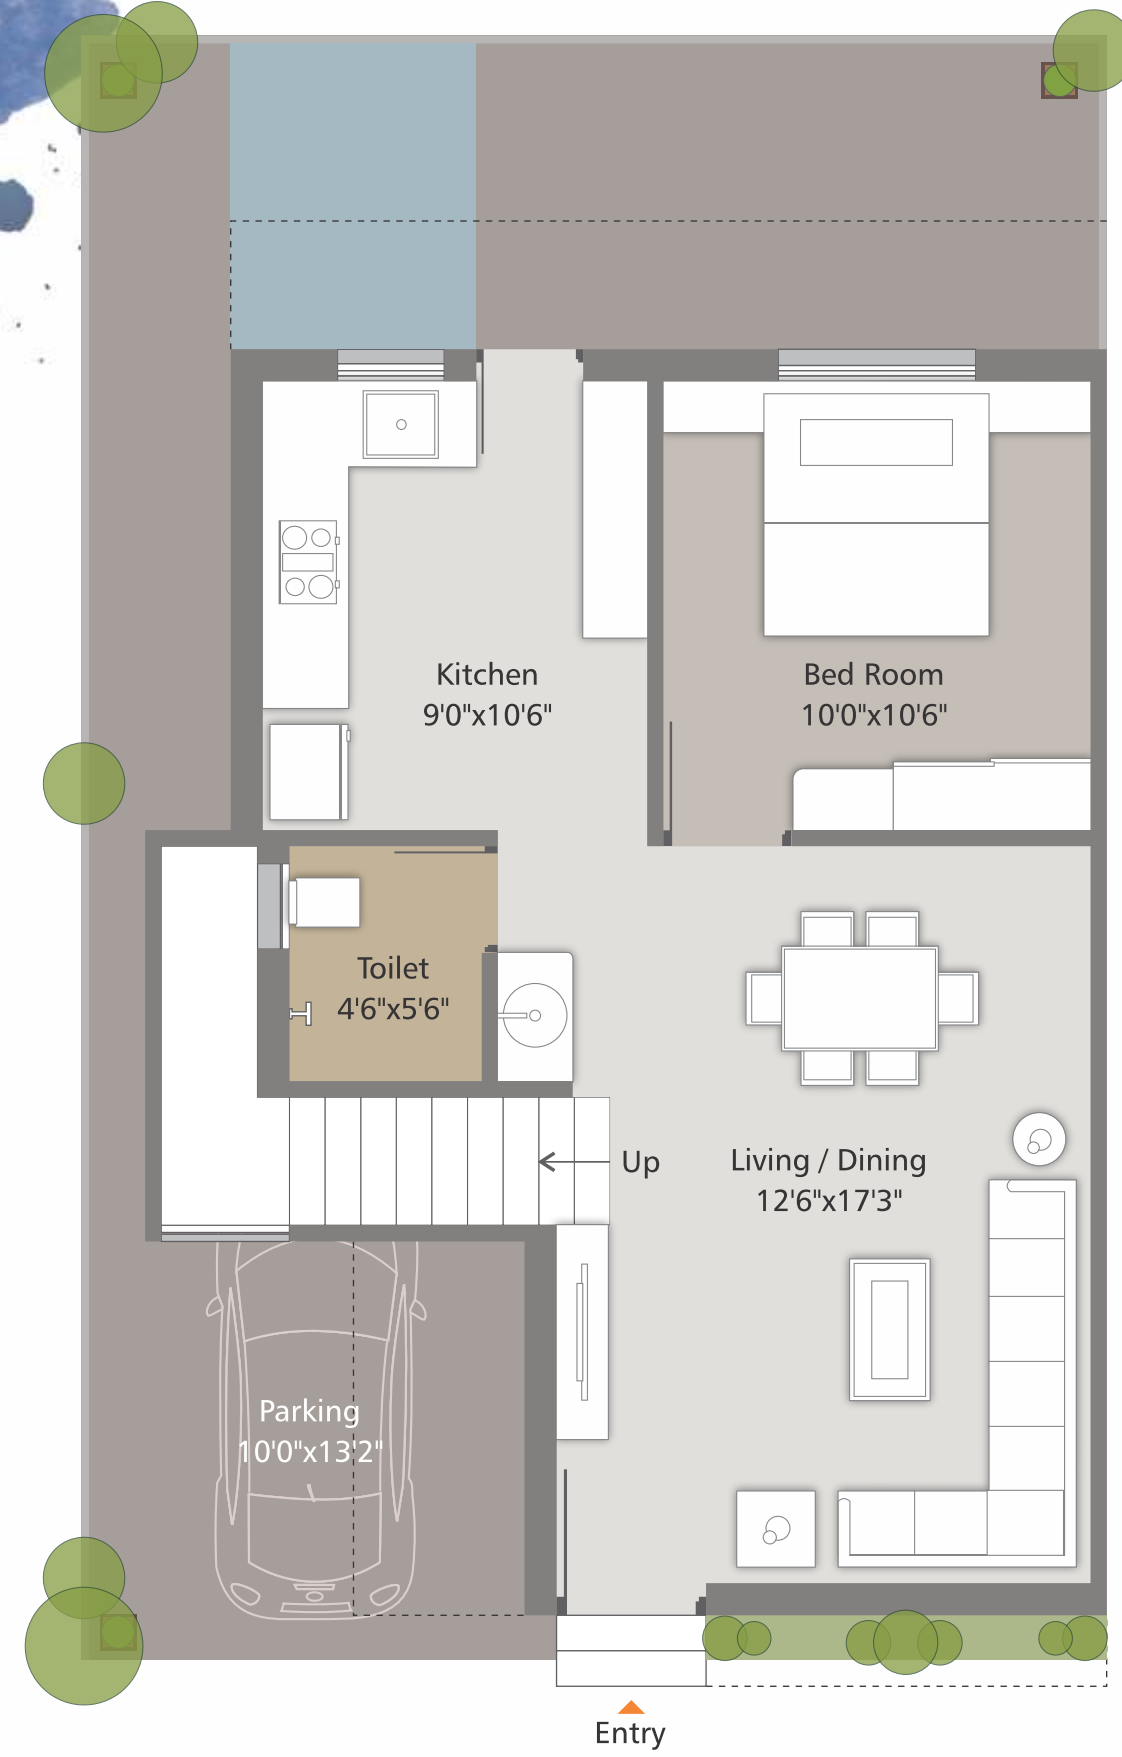 Kitchen
9'0"x10'6"
Bed Room
10'0"x10'6"
Toilet
4'6"x5'6"
Up
Living / Dining
12'6"x17'3"
Parking
10'0"x13'2"
Entry